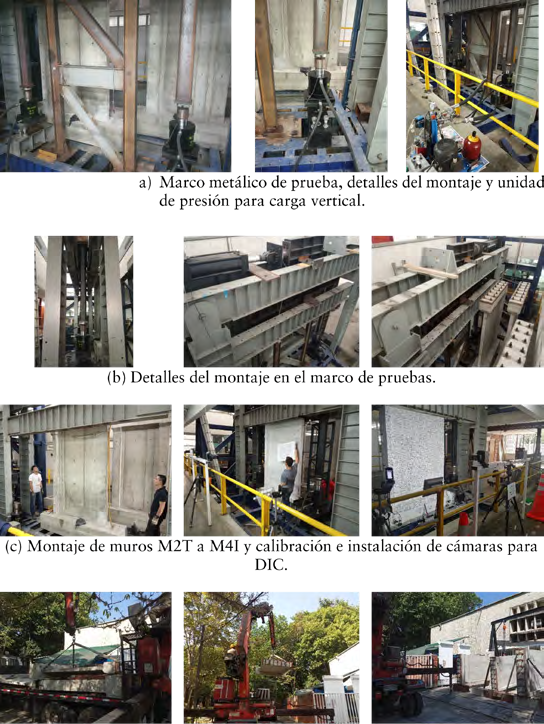 a) Marco metálico de prueba, detalles del montaje y unidad
de presión para carga vertical.
(b) Detalles del montaje en el marco de pruebas.
(c) Montaje de muros M2T a M4I y calibración e instalación de cámaras para
DIC.